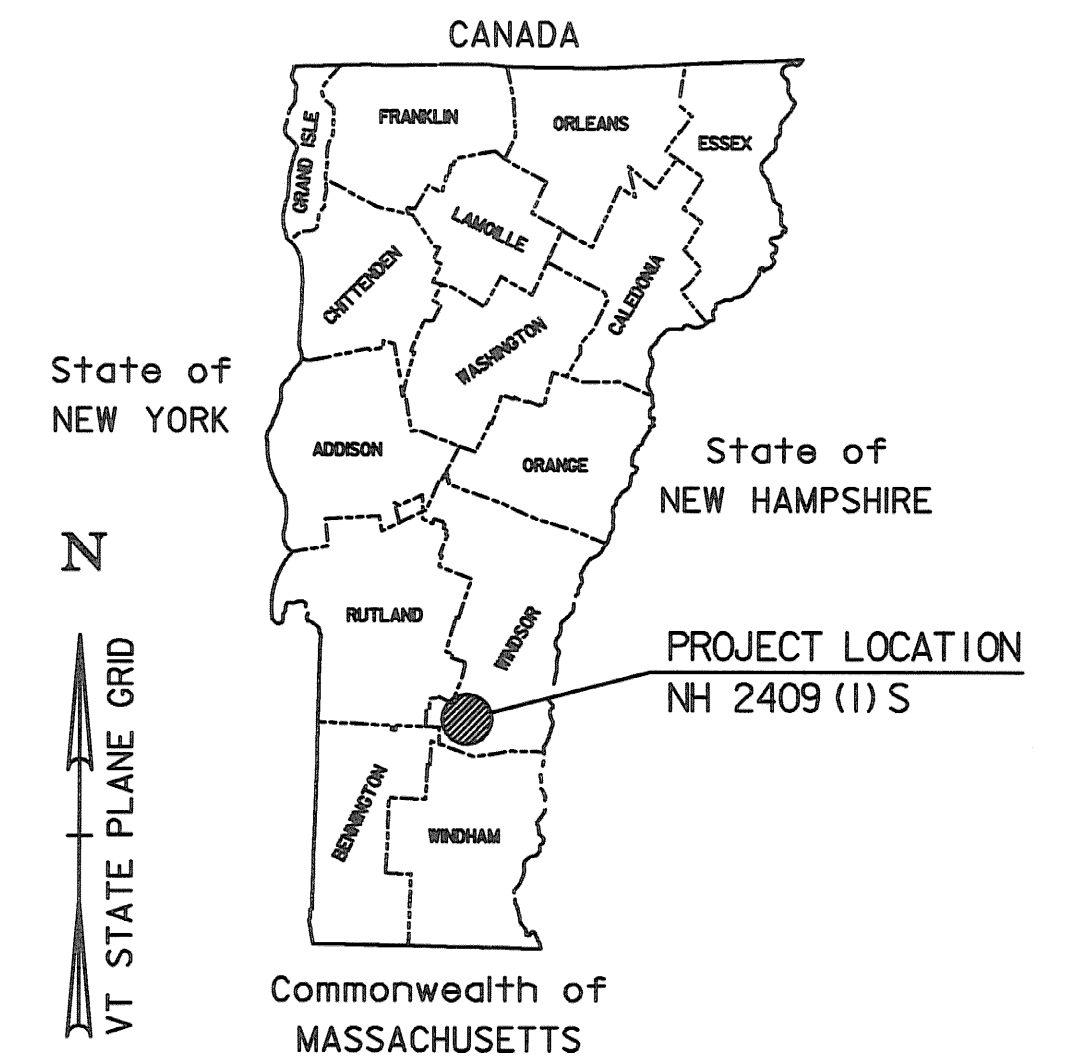 CANADA
FRANKLIN
ORLEANS
ESSEX
GRAND ISLE
LAMOILLE
CHITTENDEN
CALEDONIA
WASHINGTON
State of
NEW YORK
ADDISON
ORANGE
State of
NEW HAMPSHIRE
N
VT STATE PLANE GRID
RUTLAND
WINDSOR
PROJECT LOCATION
NH 2409 (1) S
BENNINGTON
WINDHAM
Commonwealth of
MASSACHUSETTS